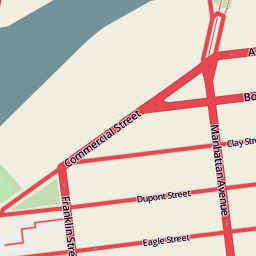 A
Bo
Commercial Street
Clay Stre
Manhattan Avenue
Franklin Stre
Dupont Street
Eagle Street